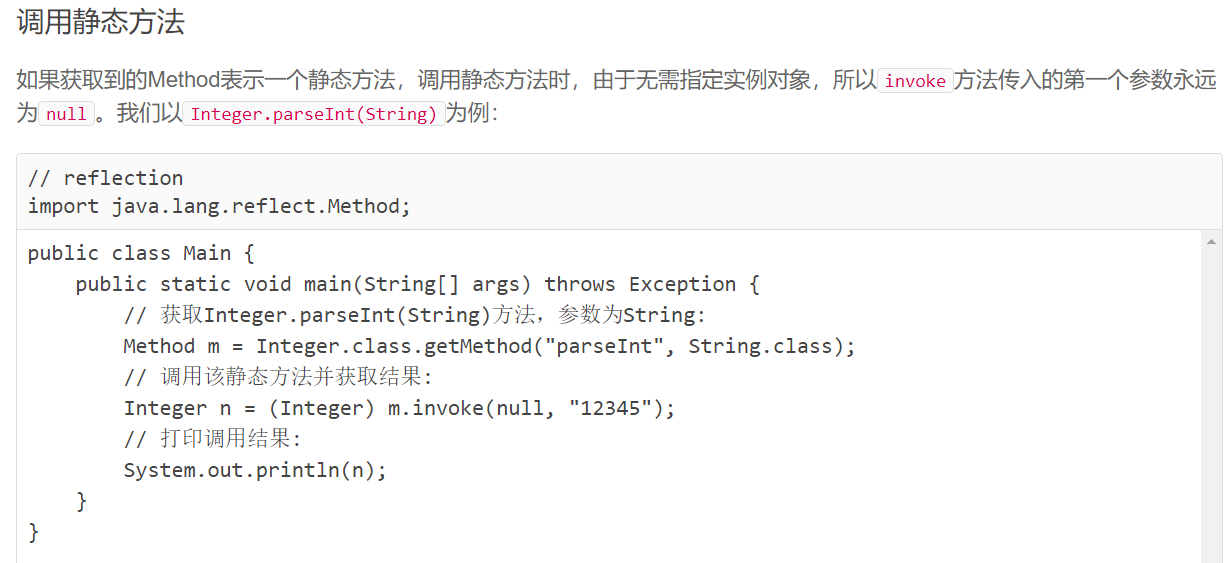 调用静态方法
如果获取到的Method表示一个静态方法，调用静态方法时，由于无需指定实例对象，所以invoke方法传入的第一个参数永远
为null。我们以Integer.parseInt(String)为例：
// reflection
import java.lang.reflect.Method;
public class Main {
    public static void main(String[] args) throws Exception {
        // 获取Integer.parseInt(String)方法，参数为String:
        Method m = Integer.class.getMethod("parseInt", String.class);
        // 调用该静态方法并获取结果:
        Integer n = (Integer) m.invoke(null, "12345");
        // 打印调用结果:
        System.out.println(n);
    }
}